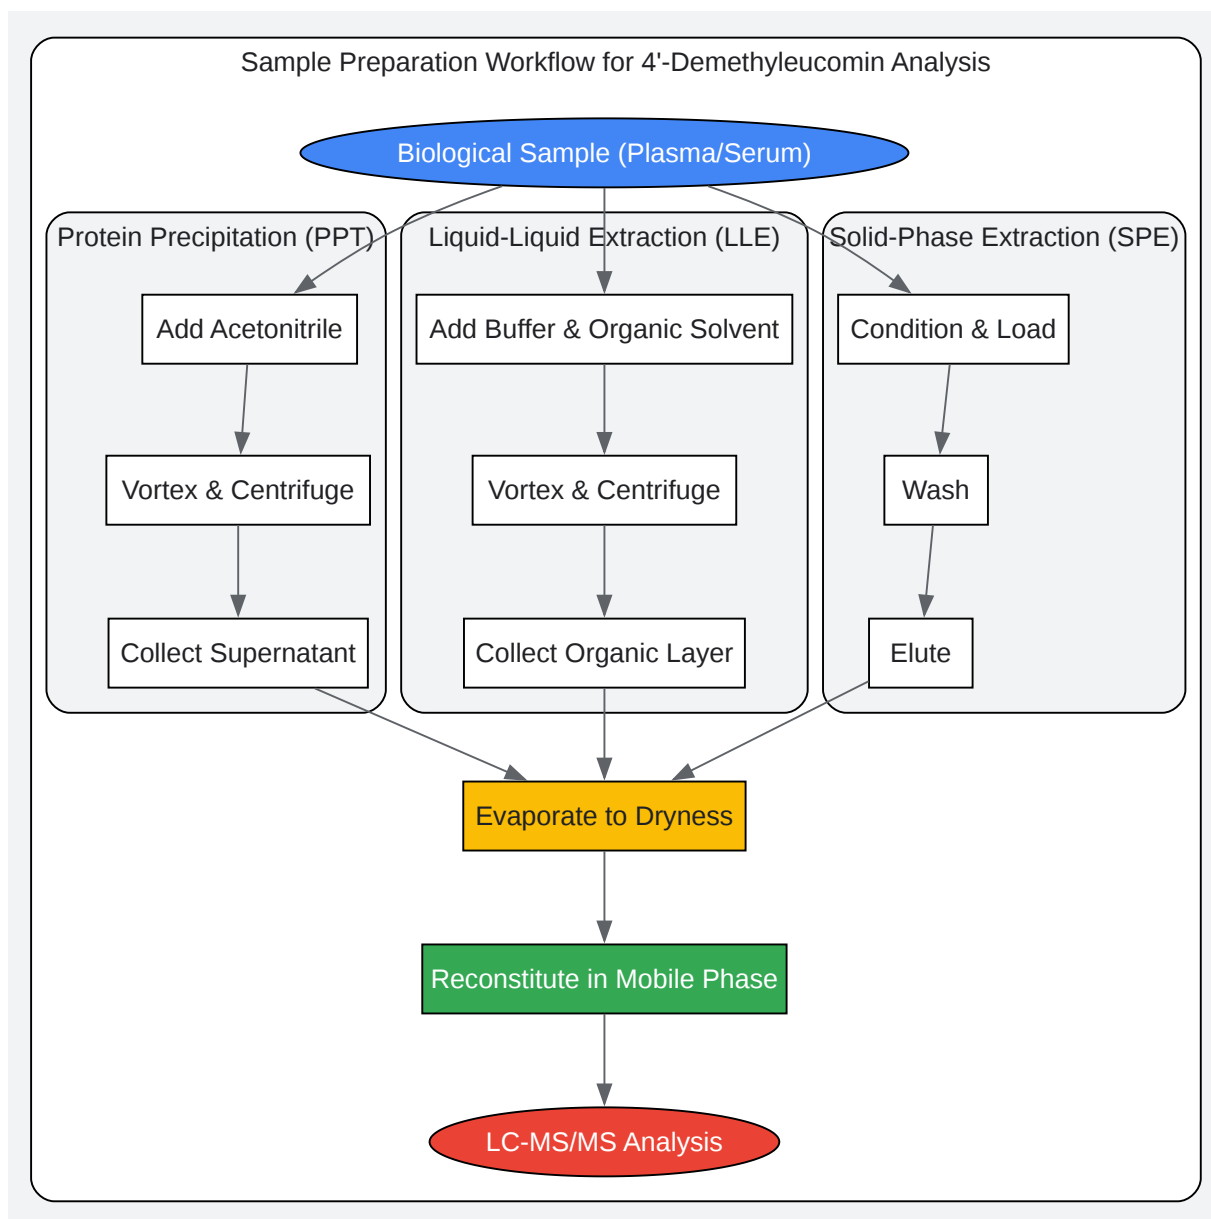 Sample Preparation Workflow for 4'-Demethyleucomin Analysis
Biological Sample (Plasma/Serum)
Protein Precipitation (PPT)
Add Acetonitrile
Vortex & Centrifuge
Collect Supernatant
Liquid-Liquid Extraction (LLE)
Add Buffer & Organic Solvent
Vortex & Centrifuge
Collect Organic Layer
Solid-Phase Extraction (SPE)
Condition & Load
Wash
Elute
Evaporate to Dryness
Reconstitute in Mobile Phase
LC-MS/MS Analysis